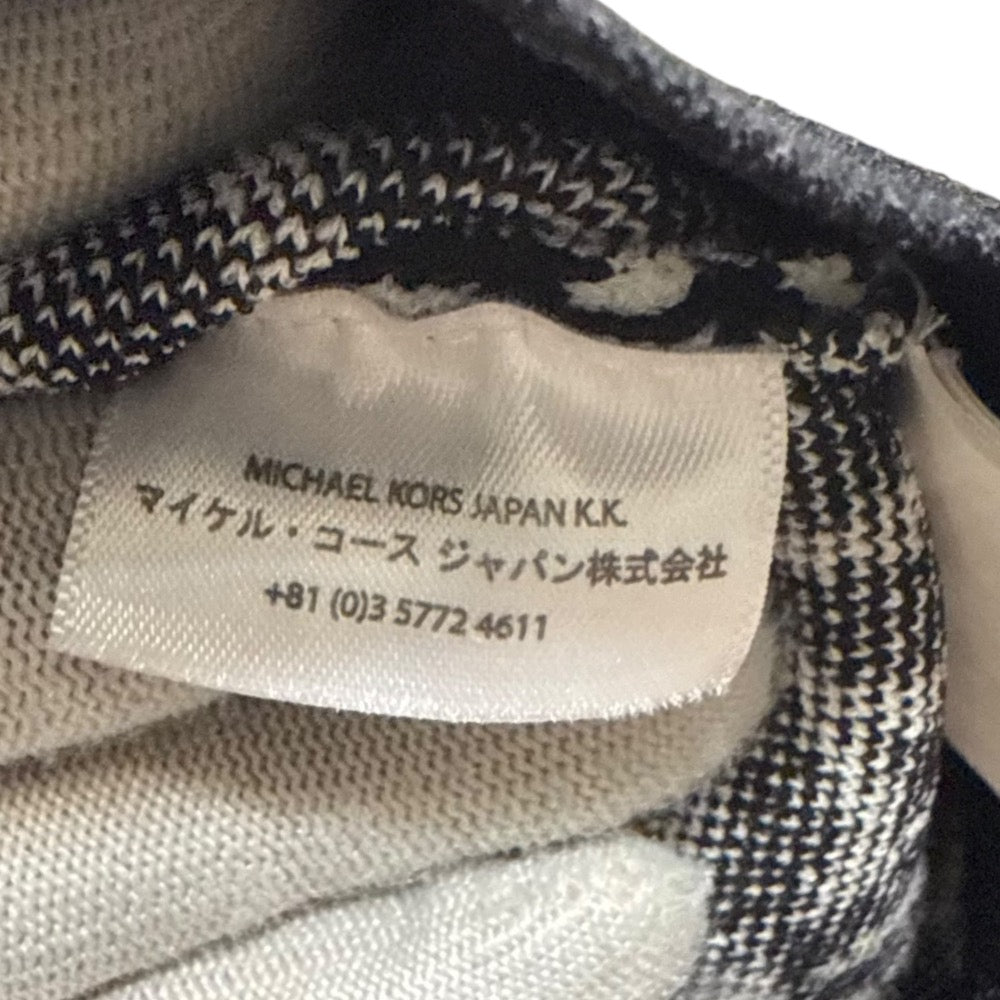 MICHAEL KORS JAPAN K.K.
マイケル・コース ジャパン株式会社
+81 (0)3 5772 4611